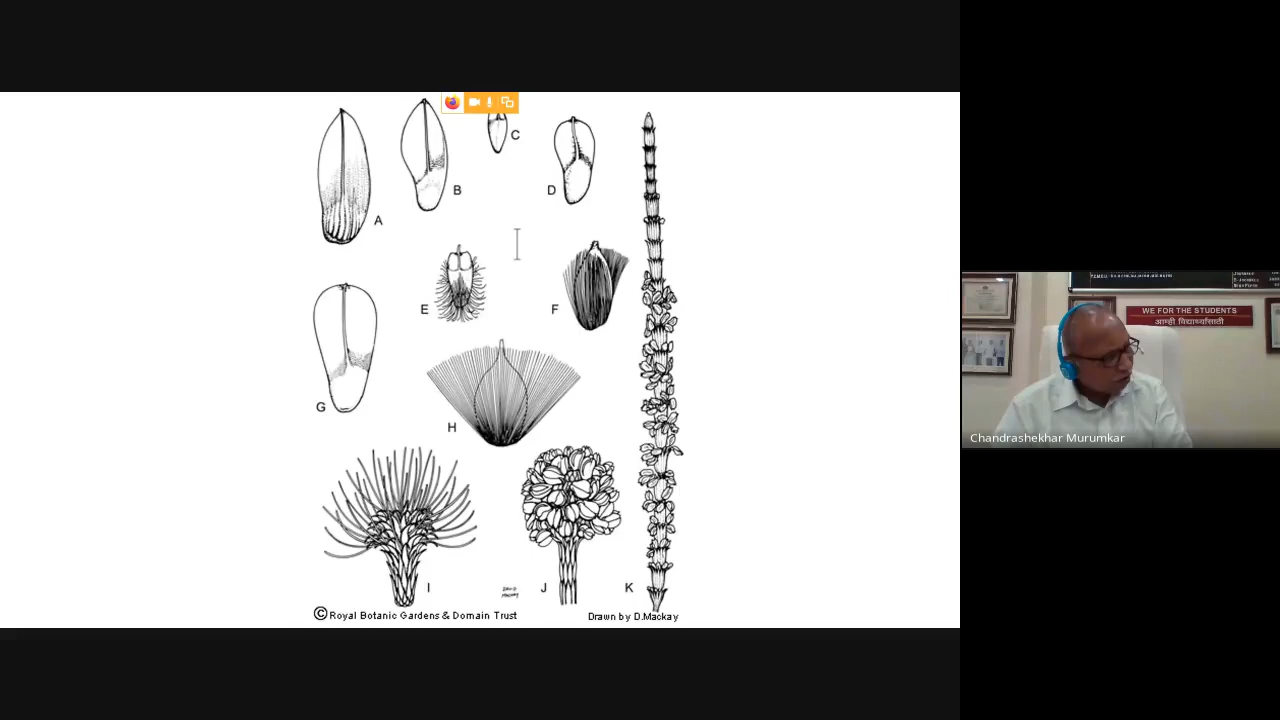 A
B
C
D
E
F
G
H
I
J
K
© Royal Botanic Gardens & Domain Trust
Drawn by D.Mackay
WE FOR THE STUDENTS
आम्ही विद्यार्थ्यांसाठी
Chandrashekhar Murumkar